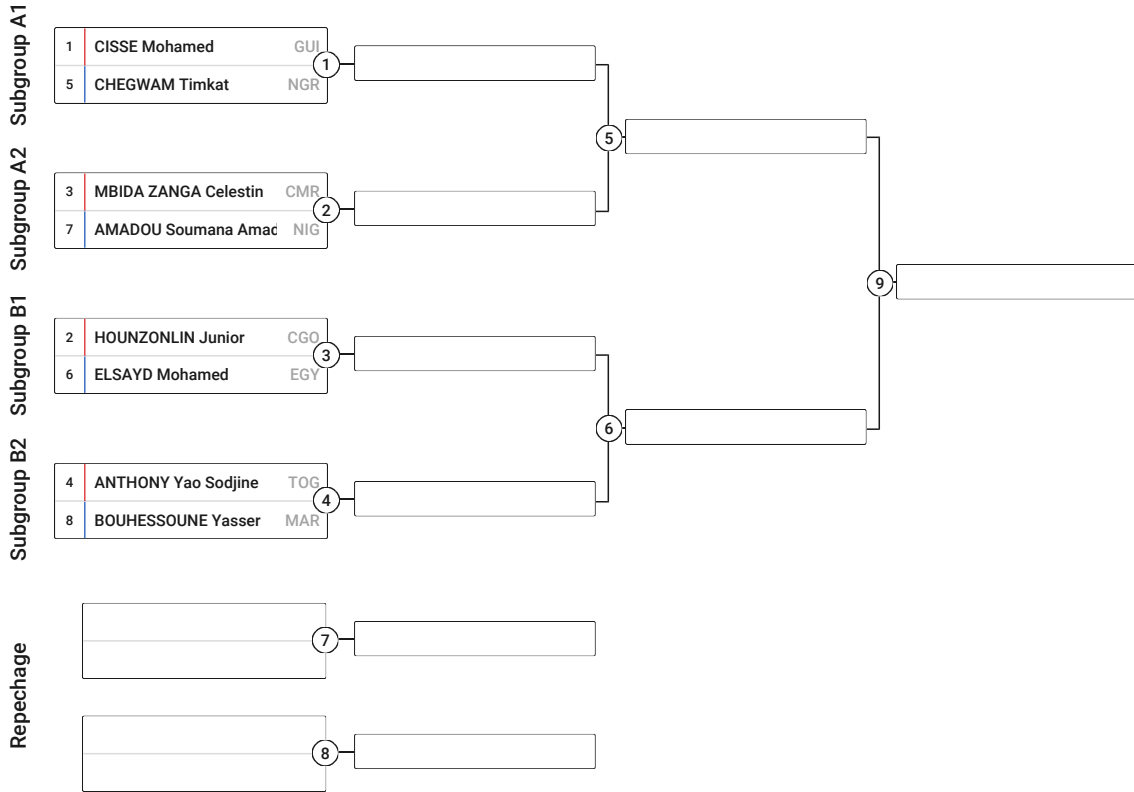 Subgroup A1
1 CISSE Mohamed GUI
5 CHEGWAM Timkat NGR
1
5
Subgroup A2
3 MBIDA ZANGA Celestin CMR
7 AMADOU Soumana Amad NIG
2
9
Subgroup B1
2 HOUNZONLIN Junior CGO
6 ELSAYD Mohamed EGY
3
6
Subgroup B2
4 ANTHONY Yao Sodjine TOG
8 BOUHESSOUNE Yasser MAR
4
Repechage
7
8